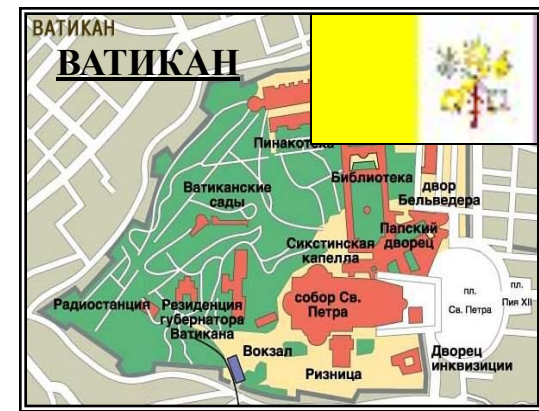 ВАТИКАН
ВАТИКАН
Пинакотека
Библиотека
Ватиканские
сады
двор
Бельведера
Папский
дворец
Сикстинская
капелла
собор Св.
Петра
пл.
Св. Петра
пл.
Пия XII
Радиостанция
Резиденция
губернатора
Ватикана
Вокзал
Ризница
Дворец
инквизиции